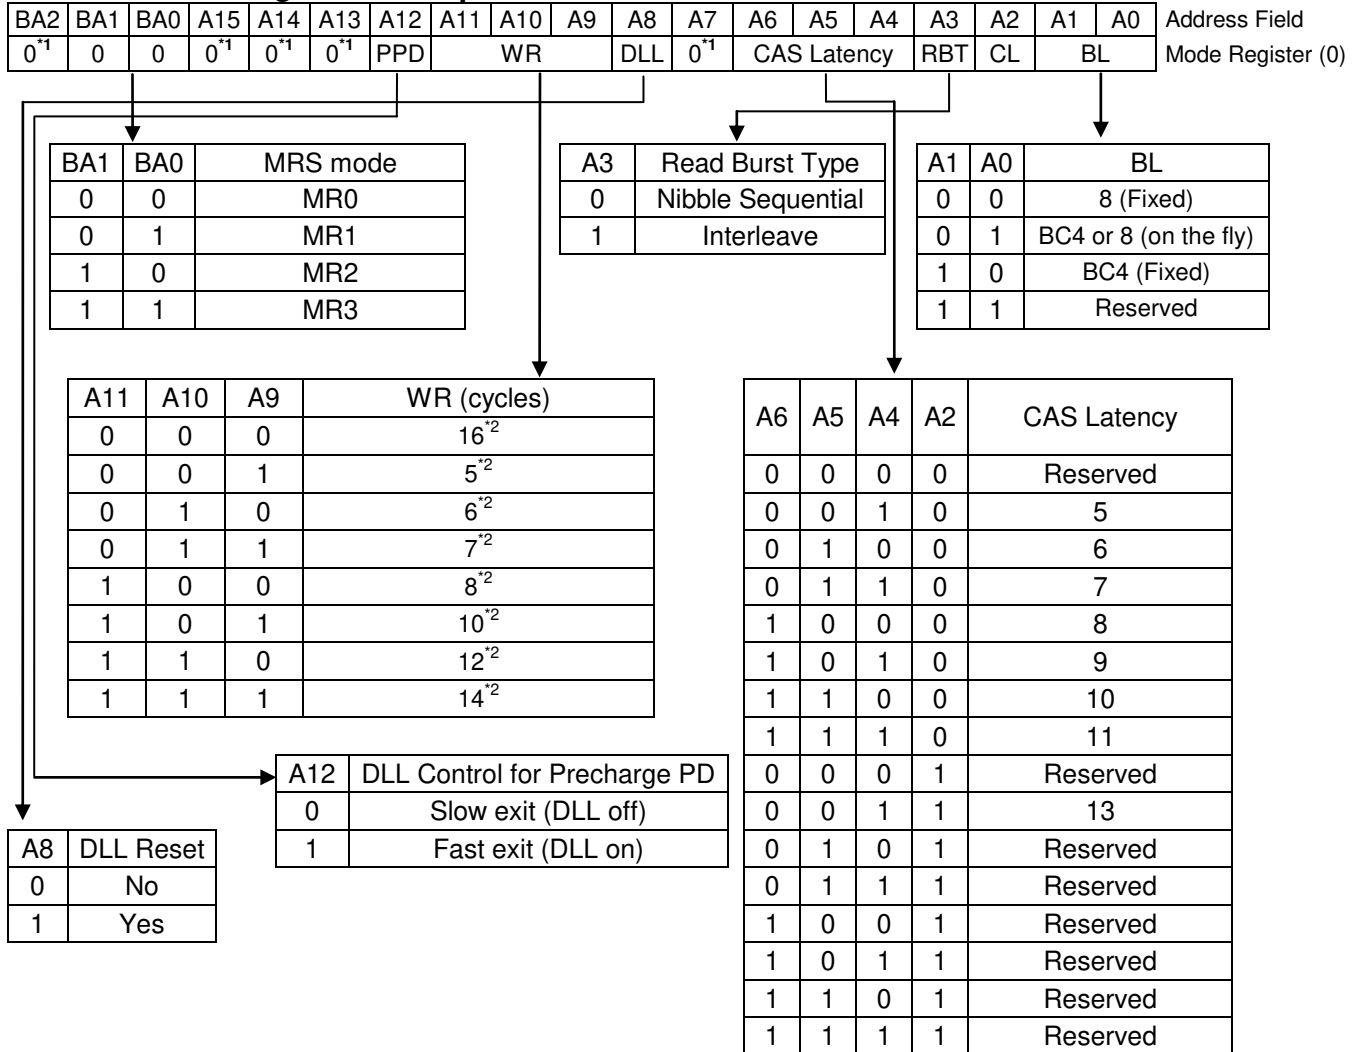 BA2 BA1 BA0 A15 A14 A13 A12 A11 A10 A9 A8 A7 A6 A5 A4 A3 A2 A1 A0 Address Field
0*1 0 0 0*1 0*1 0*1 PPD WR DLL 0*1 CAS Latency RBT CL BL Mode Register (0)
BA1 BA0 MRS mode
0 0 MR0
0 1 MR1
1 0 MR2
1 1 MR3
A3 Read Burst Type
0 Nibble Sequential
1 Interleave
A1 A0 BL
0 0 8 (Fixed)
0 1 BC4 or 8 (on the fly)
1 0 BC4 (Fixed)
1 1 Reserved
A11 A10 A9 WR (cycles)
0 0 0 16*2
0 0 1 5*2
0 1 0 6*2
0 1 1 7*2
1 0 0 8*2
1 0 1 10*2
1 1 0 12*2
1 1 1 14*2
A6 A5 A4 A2 CAS Latency
0 0 0 0 Reserved
0 0 1 0 5
0 1 0 0 6
0 1 1 0 7
1 0 0 0 8
1 0 1 0 9
1 1 0 0 10
1 1 1 0 11
0 0 0 1 Reserved
0 0 1 1 13
0 1 0 1 Reserved
0 1 1 1 Reserved
1 0 0 1 Reserved
1 0 1 1 Reserved
1 1 0 1 Reserved
1 1 1 1 Reserved
A12 DLL Control for Precharge PD
0 Slow exit (DLL off)
1 Fast exit (DLL on)
A8 DLL Reset
0 No
1 Yes